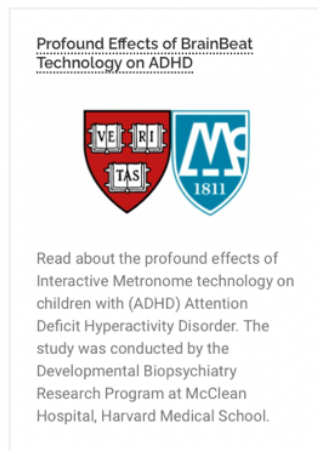 Profound Effects of BrainBeat
Technology on ADHD
VE RI
TAS
1811
Read about the profound effects of
Interactive Metronome technology on
children with (ADHD) Attention
Deficit Hyperactivity Disorder. The
study was conducted by the
Developmental Biopsychiatry
Research Program at McClean
Hospital, Harvard Medical School.